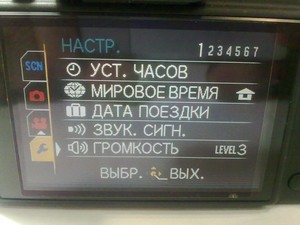 НАСТР. 1234567
SCN
УСТ. ЧАСОВ
МИРОВОЕ ВРЕМЯ
ДАТА ПОЕЗДКИ
ЗВУК. СИГН.
ГРОМКОСТЬ LEVEL3
ВЫБР. ВЫХ.